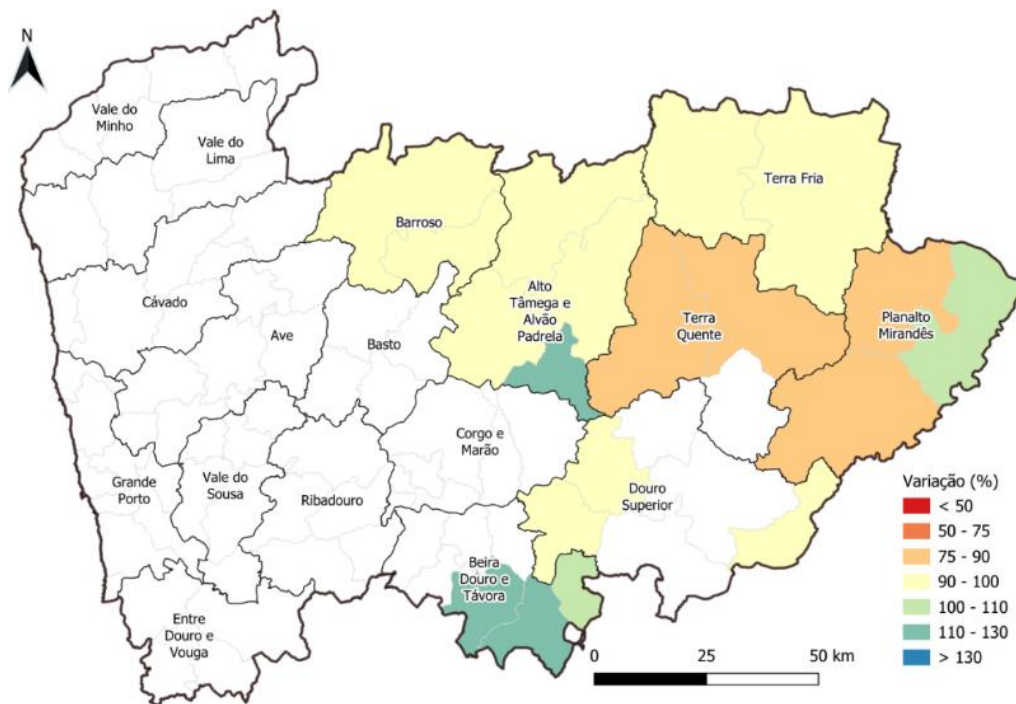 N
Vale do
Minho
Vale do
Lima
Barroso
Terra Fria
Cávado
Ave
Basto
Alto
Tâmega e
Alvão
Padrela
Terra
Quente
Planalto
Mirandês
Grande
Porto
Vale do
Sousa
Ribadouro
Corgo e
Marão
Douro
Superior
Beira
Douro e
Távora
Entre
Douro e
Vouga
Variação (%)
< 50
50 - 75
75 - 90
90 - 100
100 - 110
110 - 130
> 130
0 25 50 km